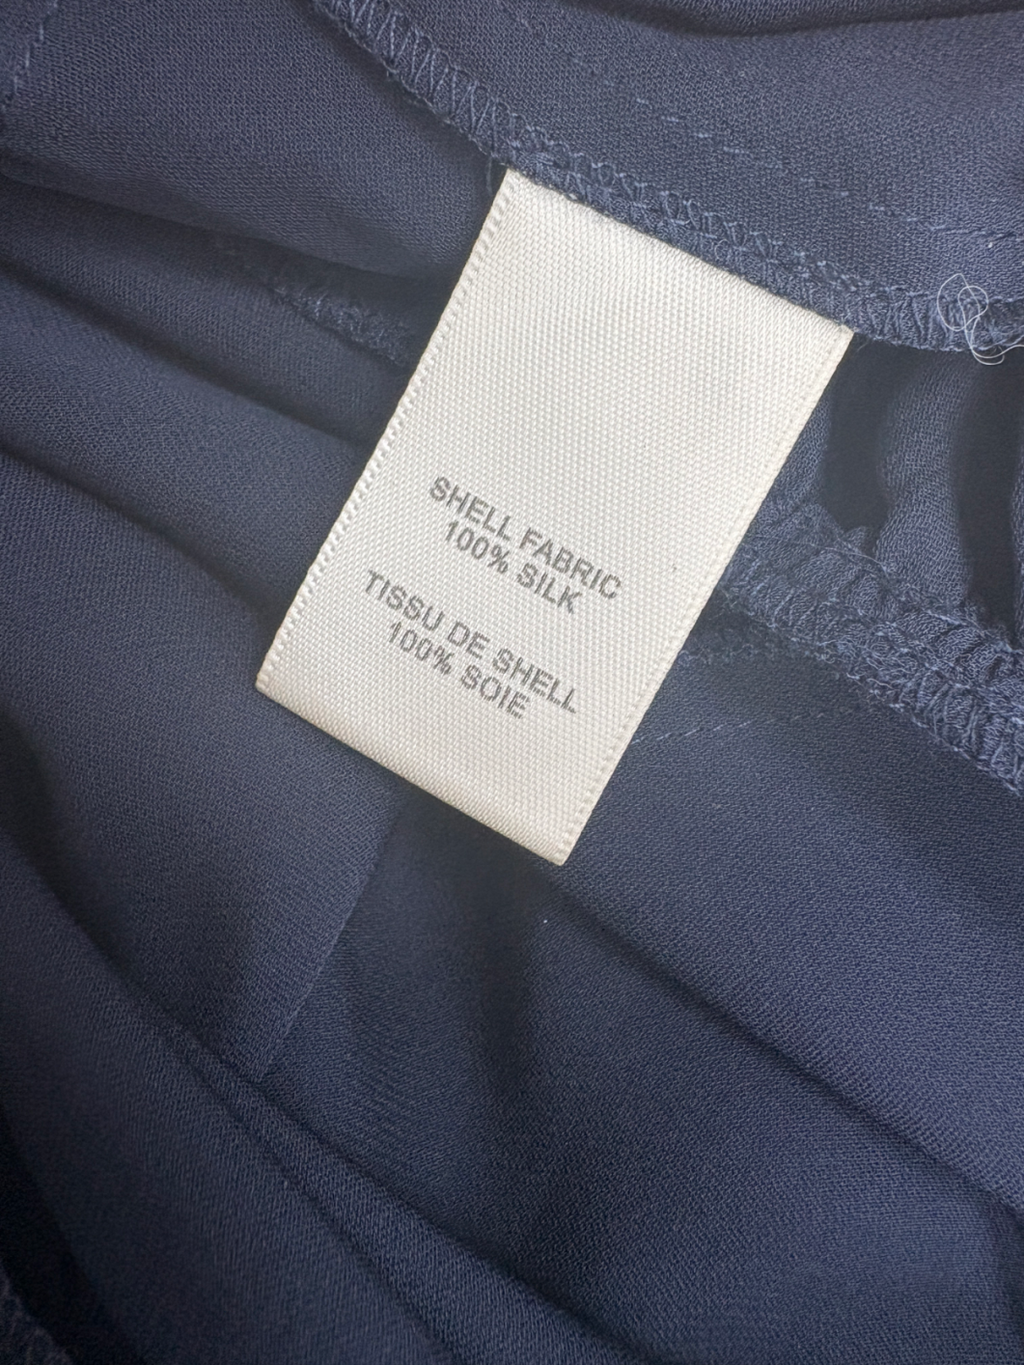 SHELL FABRIC
100% SILK
TISSU DE SHELL
100% SOIE